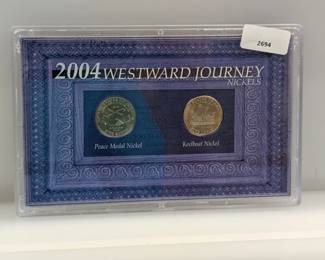 2694
2004 WESTWARD JOURNEY
NICKELS
Peace Medal Nickel
Keelboat Nickel